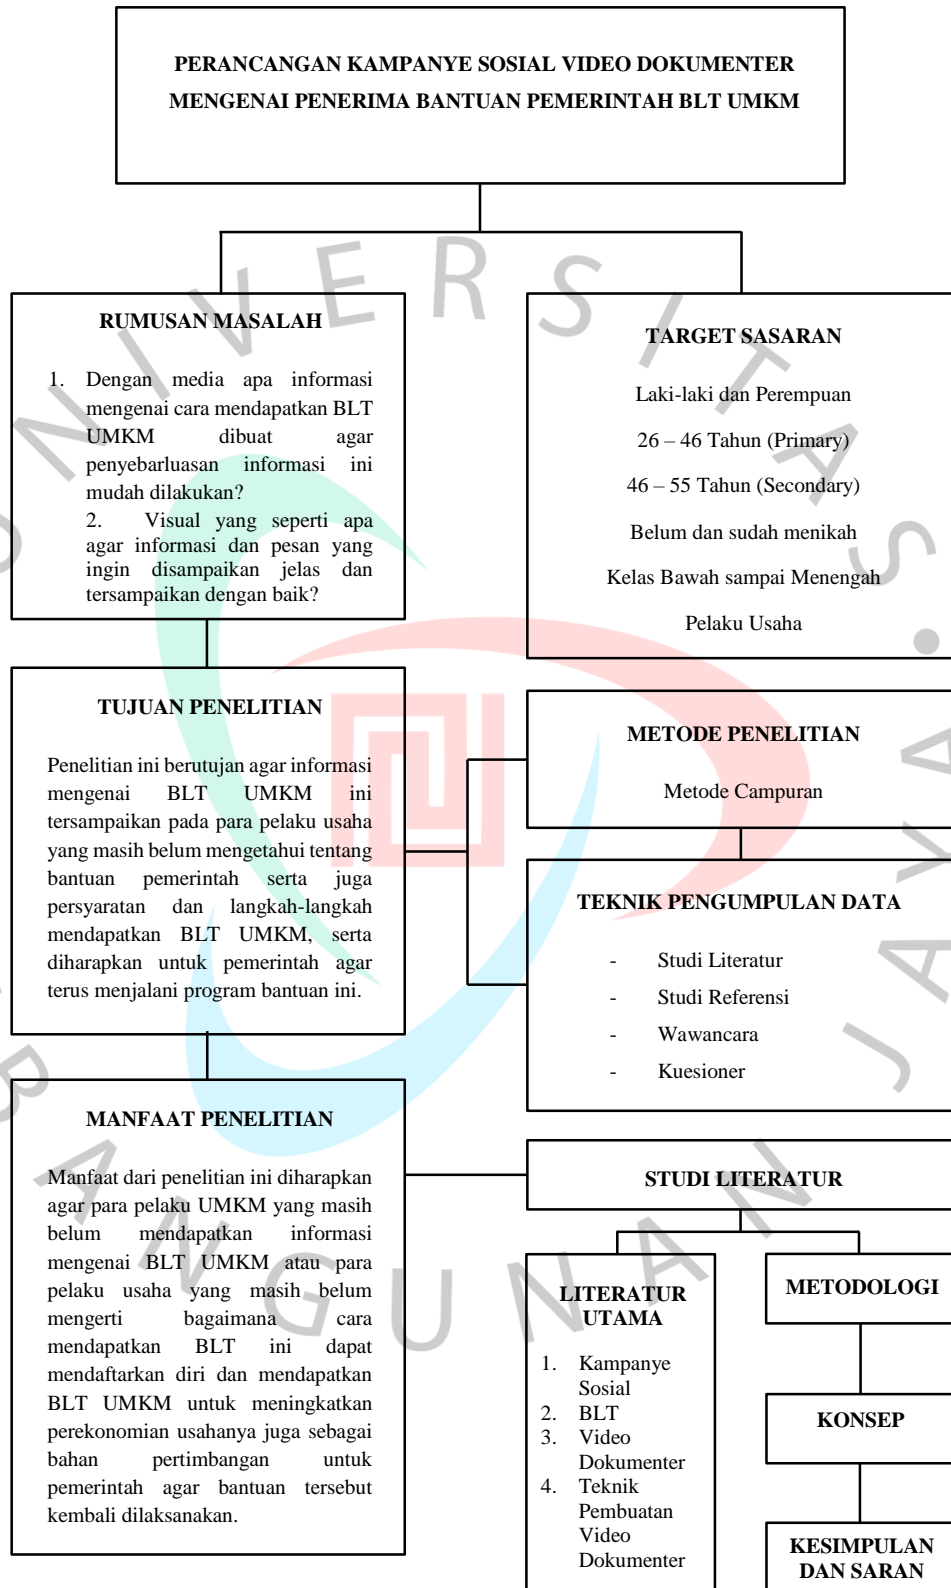 PERANCANGAN KAMPANYE SOSIAL VIDEO DOKUMENTER
MENGENAI PENERIMA BANTUAN PEMERINTAH BLT UMKM
RUMUSAN MASALAH
1. Dengan media apa informasi
mengenai cara mendapatkan BLT
UMKM dibuat agar
penyebarluasan informasi ini
mudah dilakukan?
2. Visual yang seperti apa
agar informasi dan pesan yang
ingin disampaikan jelas dan
tersampaikan dengan baik?
TARGET SASARAN
Laki-laki dan Perempuan
26 – 46 Tahun (Primary)
46 – 55 Tahun (Secondary)
Belum dan sudah menikah
Kelas Bawah sampai Menengah
Pelaku Usaha
TUJUAN PENELITIAN
Penelitian ini berutujan agar informasi
mengenai BLT UMKM ini
tersampaikan pada para pelaku usaha
yang masih belum mengetahui tentang
bantuan pemerintah serta juga
persyaratan dan langkah-langkah
mendapatkan BLT UMKM, serta
diharapkan untuk pemerintah agar
terus menjalani program bantuan ini.
METODE PENELITIAN
Metode Campuran
TEKNIK PENGUMPULAN DATA
- Studi Literatur
- Studi Referensi
- Wawancara
- Kuesioner
MANFAAT PENELITIAN
Manfaat dari penelitian ini diharapkan
agar para pelaku UMKM yang masih
belum mendapatkan informasi
mengenai BLT UMKM atau para
pelaku usaha yang masih belum
mengerti bagaimana cara
mendapatkan BLT ini dapat
mendaftarkan diri dan mendapatkan
BLT UMKM untuk meningkatkan
perekonomian usahanya juga sebagai
bahan pertimbangan untuk
pemerintah agar bantuan tersebut
kembali dilaksanakan.
STUDI LITERATUR
LITERATUR
UTAMA
1. Kampanye
Sosial
2. BLT
3. Video
Dokumenter
4. Teknik
Pembuatan
Video
Dokumenter
METODOLOGI
KONSEP
KESIMPULAN
DAN SARAN
UNIVERSITAS
BANGUNAN JAYA